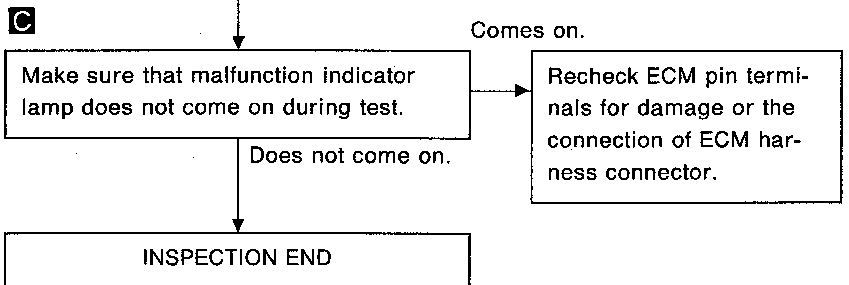 C
Comes on.
Make sure that malfunction indicator
lamp does not come on during test.
Recheck ECM pin termi-
nals for damage or the
connection of ECM har-
ness connector.
Does not come on.
INSPECTION END